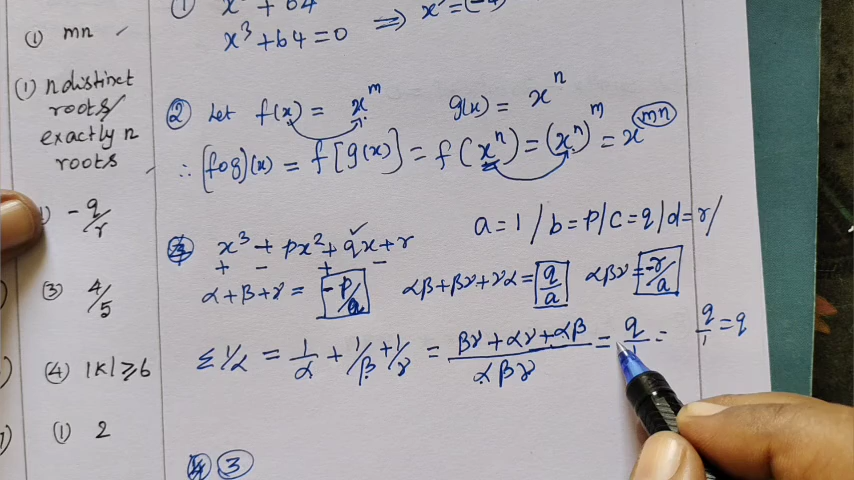 ① mn
① n distinct
roots/
exactly n
roots
) -q/r
③ 4/5
④ |K| ≥ 6
① 2
①
x³ + 64 = 0 ⟹
② Let f(x) = x^m g(x) = x^n
∴ (fog)(x) = f[g(x)] = f(x^n) = (x^n)^m = x^mn
x³ + px² + qx + r a = 1 / b = p / c = q / d = r /
+ - + -
α+β+γ = -p/a αβ+βγ+γα = q/a αβγ = -r/a
Σ 1/α = 1/α + 1/β + 1/γ = (βγ + αγ + αβ)/(αβγ) = q/ = q/1 = q
③